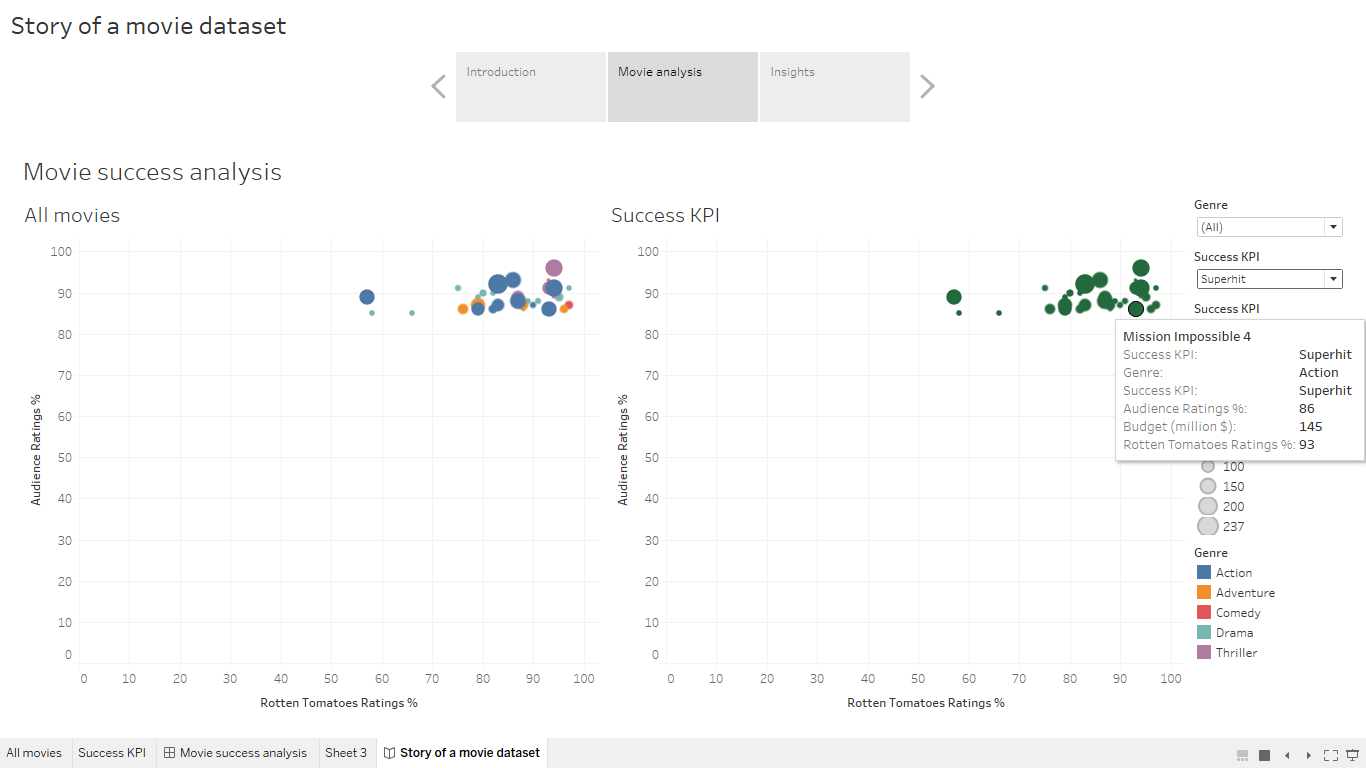 Story of a movie dataset
Introduction
Movie analysis
Insights
Movie success analysis
All movies
Success KPI
100
90
80
70
60
50
40
30
20
10
0
Audience Ratings %
0 10 20 30 40 50 60 70 80 90 100
Rotten Tomatoes Ratings %
100
90
80
70
60
50
40
30
20
10
0
Audience Ratings %
0 10 20 30 40 50 60 70 80 90 100
Rotten Tomatoes Ratings %
Genre
(All)
Success KPI
Superhit
Success KPI
Mission Impossible 4
Success KPI: Superhit
Genre: Action
Success KPI: Superhit
Audience Ratings %: 86
Budget (million $): 145
Rotten Tomatoes Ratings %: 93
100
150
200
237
Genre
Action
Adventure
Comedy
Drama
Thriller
All movies Success KPI Movie success analysis Sheet 3 Story of a movie dataset